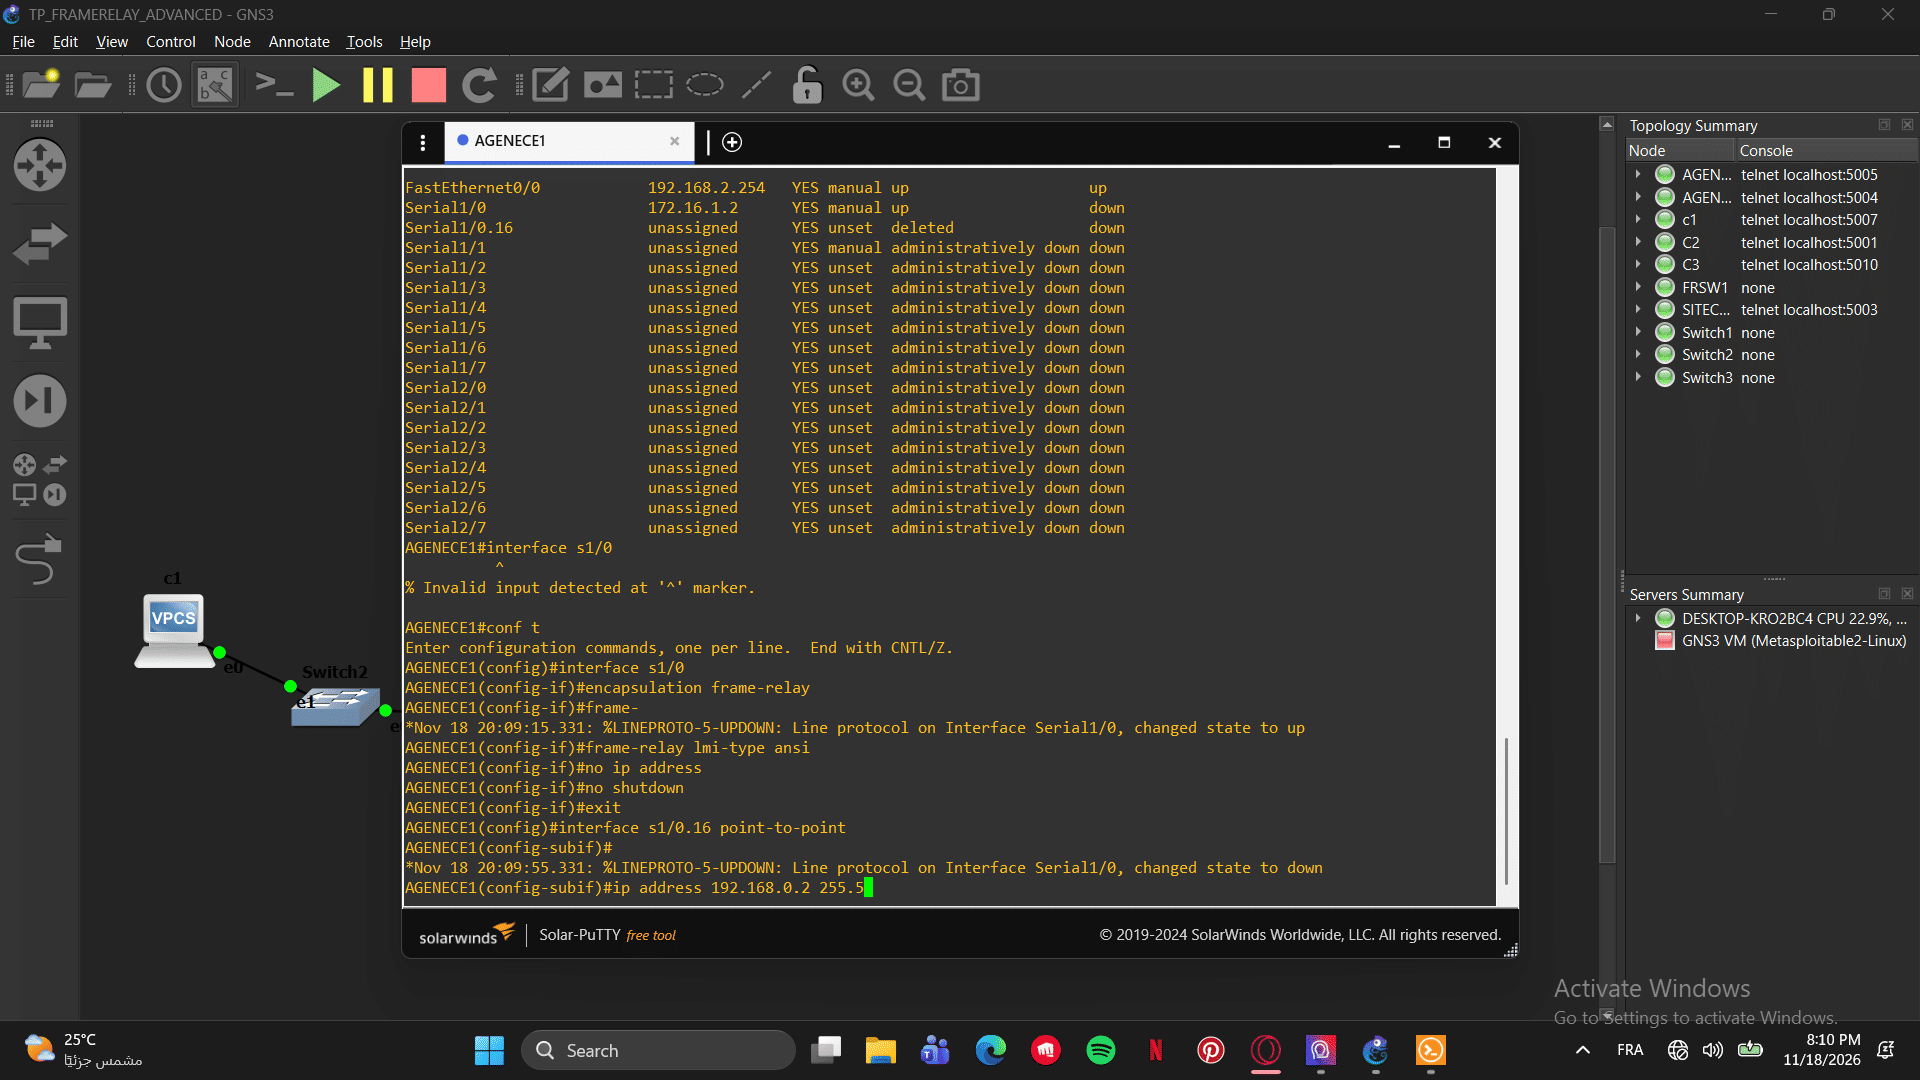 TP_FRAMERELAY_ADVANCED - GNS3
File Edit View Control Node Annotate Tools Help
AGENECE1
FastEthernet0/0 192.168.2.254 YES manual up up
Serial1/0 172.16.1.2 YES manual up down
Serial1/0.16 unassigned YES unset deleted down
Serial1/1 unassigned YES manual administratively down down
Serial1/2 unassigned YES unset administratively down down
Serial1/3 unassigned YES unset administratively down down
Serial1/4 unassigned YES unset administratively down down
Serial1/5 unassigned YES unset administratively down down
Serial1/6 unassigned YES unset administratively down down
Serial1/7 unassigned YES unset administratively down down
Serial2/0 unassigned YES unset administratively down down
Serial2/1 unassigned YES unset administratively down down
Serial2/2 unassigned YES unset administratively down down
Serial2/3 unassigned YES unset administratively down down
Serial2/4 unassigned YES unset administratively down down
Serial2/5 unassigned YES unset administratively down down
Serial2/6 unassigned YES unset administratively down down
Serial2/7 unassigned YES unset administratively down down
AGENECE1#interface s1/0
^
% Invalid input detected at '^' marker.
AGENECE1#conf t
Enter configuration commands, one per line. End with CNTL/Z.
AGENECE1(config)#interface s1/0
AGENECE1(config-if)#encapsulation frame-relay
AGENECE1(config-if)#frame-
*Nov 18 20:09:15.331: %LINEPROTO-5-UPDOWN: Line protocol on Interface Serial1/0, changed state to up
AGENECE1(config-if)#frame-relay lmi-type ansi
AGENECE1(config-if)#no ip address
AGENECE1(config-if)#no shutdown
AGENECE1(config-if)#exit
AGENECE1(config)#interface s1/0.16 point-to-point
AGENECE1(config-subif)#
*Nov 18 20:09:55.331: %LINEPROTO-5-UPDOWN: Line protocol on Interface Serial1/0, changed state to down
AGENECE1(config-subif)#ip address 192.168.0.2 255.5
solarwinds Solar-PuTTY free tool
© 2019-2024 SolarWinds Worldwide, LLC. All rights reserved.
c1
VPCS
e0
Switch2
e1
e
Topology Summary
Node Console
AGEN... telnet localhost:5005
AGEN... telnet localhost:5004
c1 telnet localhost:5007
C2 telnet localhost:5001
C3 telnet localhost:5010
FRSW1 none
SITEC... telnet localhost:5003
Switch1 none
Switch2 none
Switch3 none
Servers Summary
DESKTOP-KRO2BC4 CPU 22.9%, ...
GNS3 VM (Metasploitable2-Linux)
Activate Windows
Go to Settings to activate Windows.
25°C
مشمس جزئيًا
Search
FRA
8:10 PM
11/18/2026